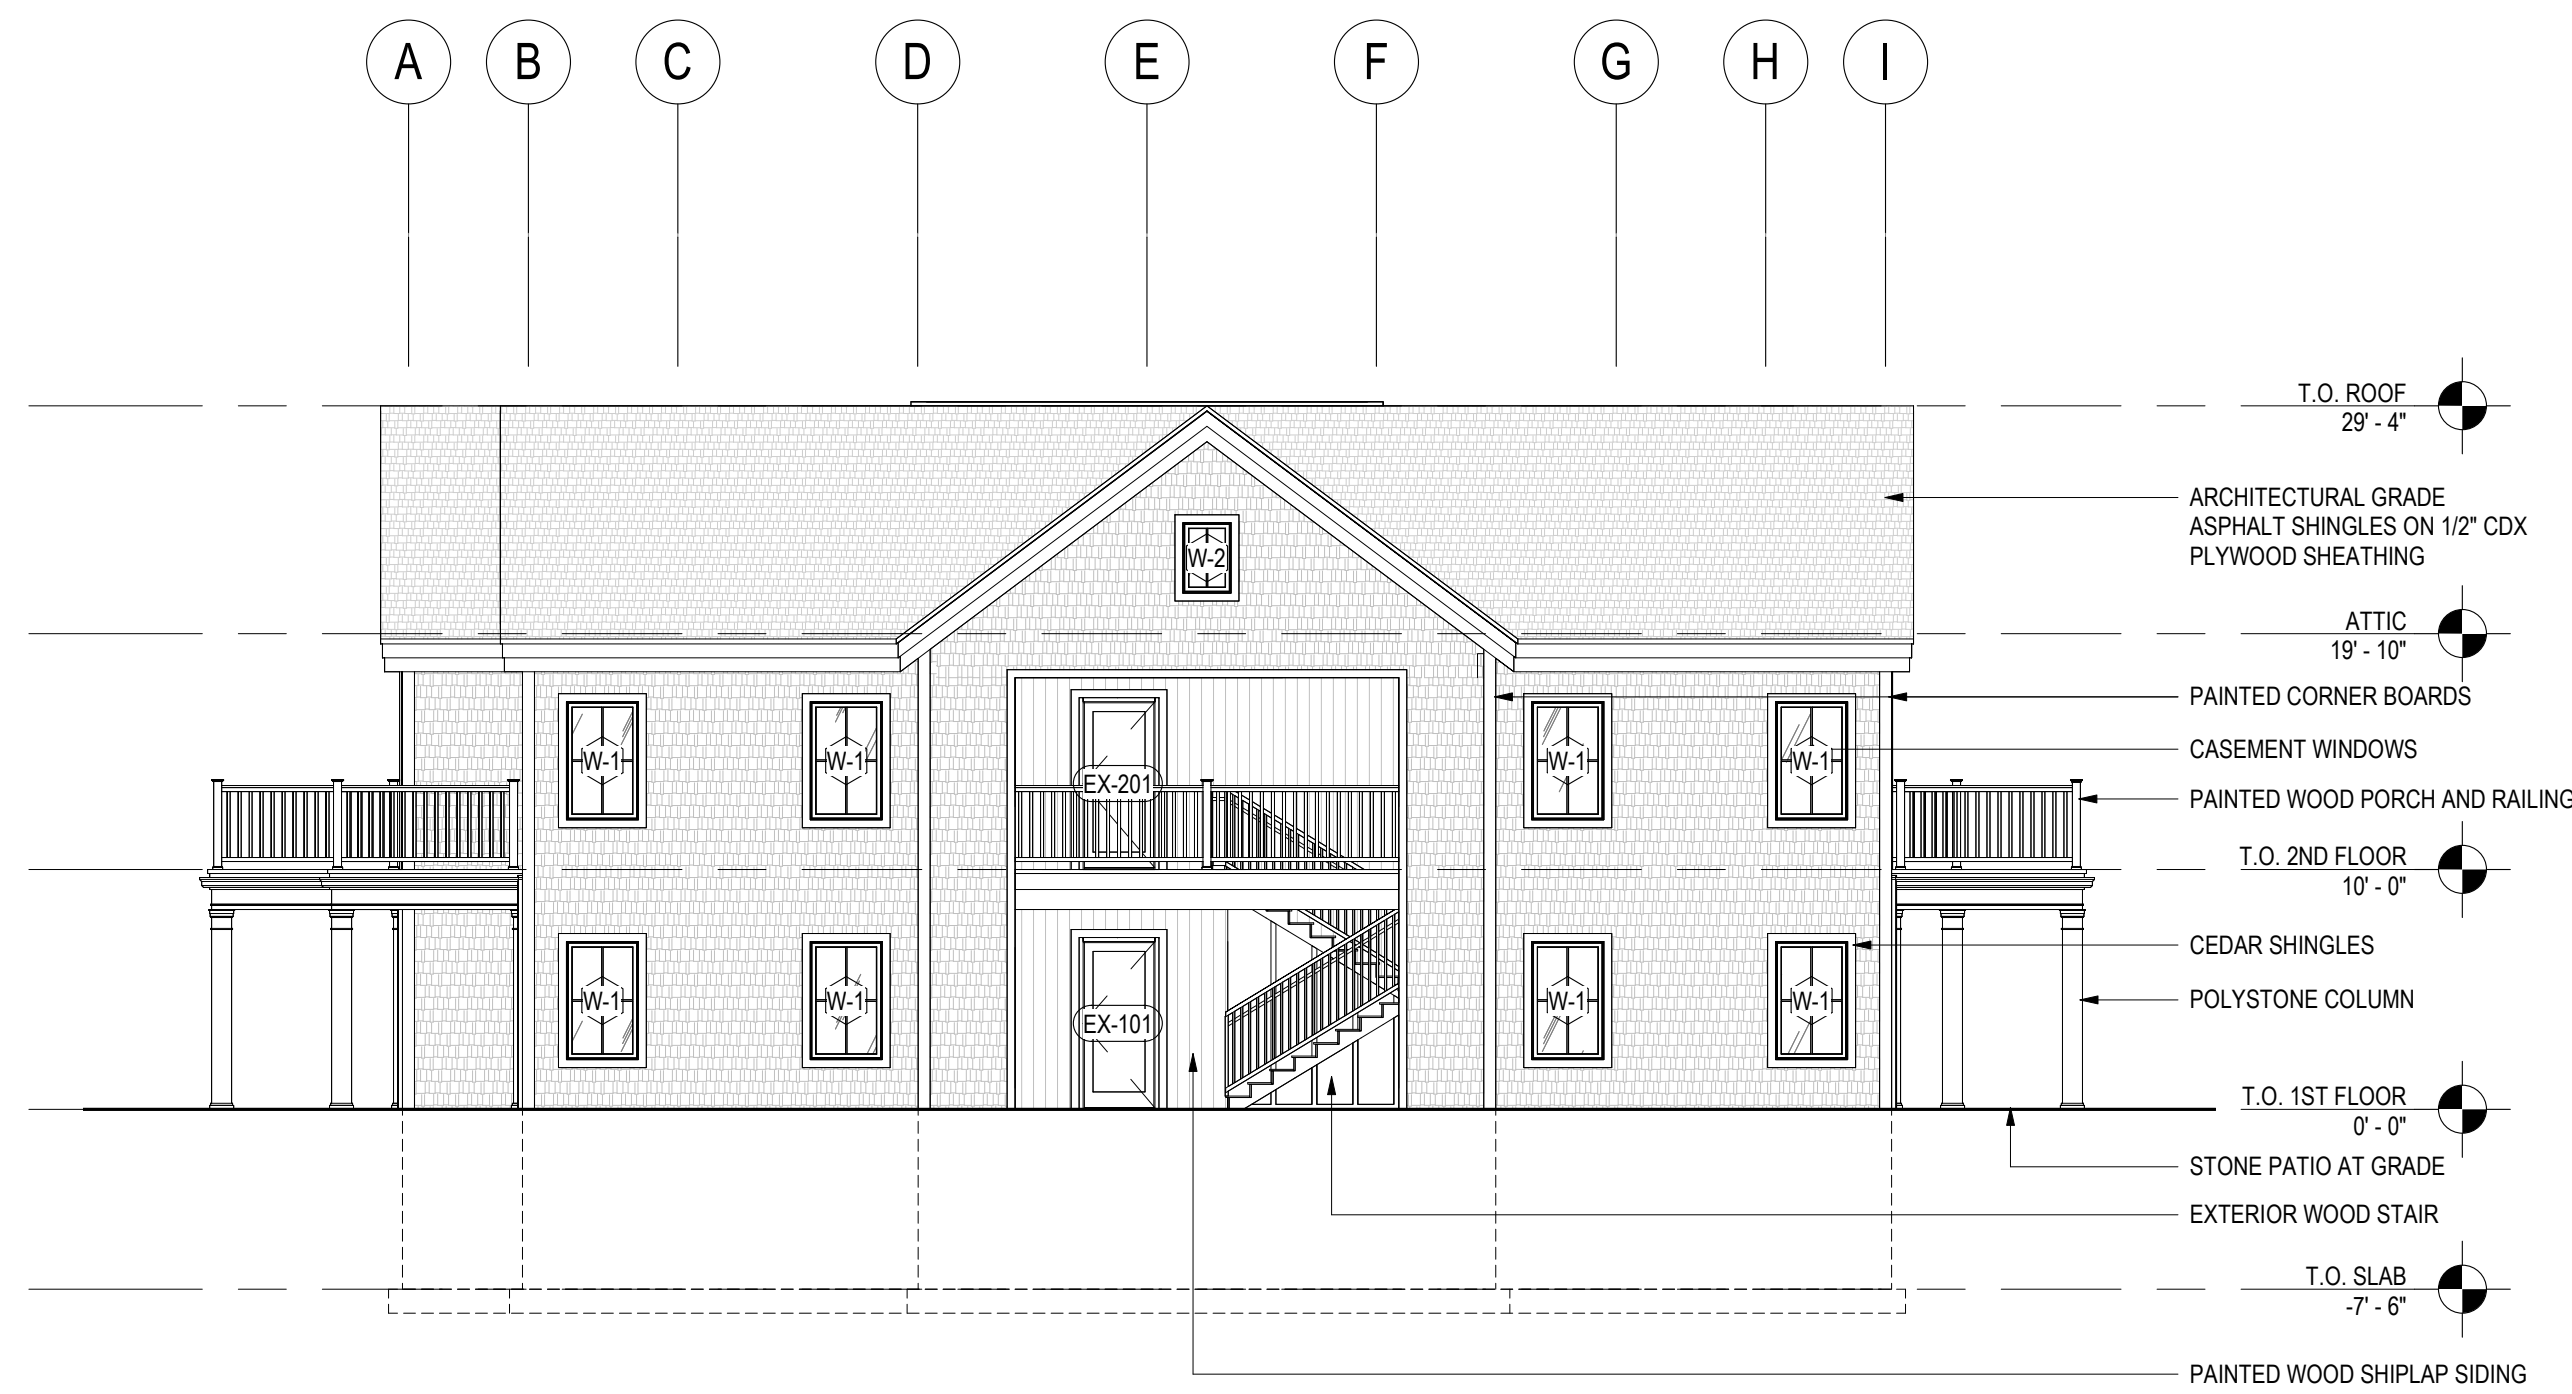 A B C D E F G H I
T.O. ROOF
29' - 4"
ARCHITECTURAL GRADE
ASPHALT SHINGLES ON 1/2" CDX
PLYWOOD SHEATHING
W-2
ATTIC
19' - 10"
PAINTED CORNER BOARDS
CASEMENT WINDOWS
W-1 W-1 W-1 W-1
EX-201
PAINTED WOOD PORCH AND RAILING
T.O. 2ND FLOOR
10' - 0"
CEDAR SHINGLES
W-1 W-1 W-1 W-1
POLYSTONE COLUMN
EX-101
T.O. 1ST FLOOR
0' - 0"
STONE PATIO AT GRADE
EXTERIOR WOOD STAIR
T.O. SLAB
-7' - 6"
PAINTED WOOD SHIPLAP SIDING